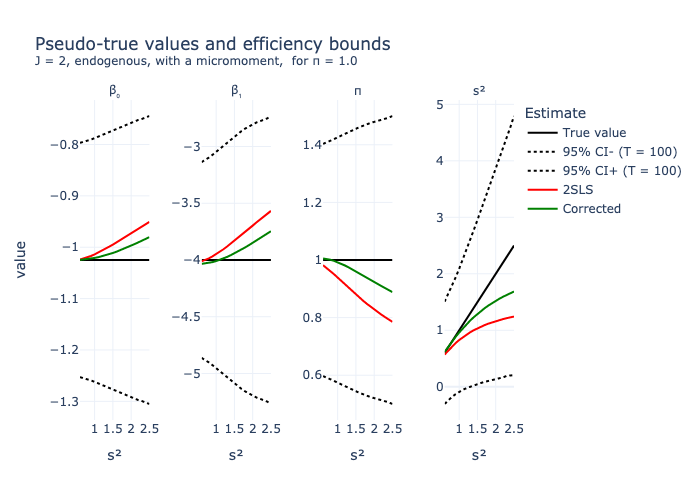 Pseudo-true values and efficiency bounds
J = 2, endogenous, with a micromoment,  for π = 1.0
β₀ β₁ π s²
Estimate
True value
95% CI- (T = 100)
95% CI+ (T = 100)
2SLS
Corrected
value
−0.8
−0.9
−1
−1.1
−1.2
−1.3
−3
−3.5
−4
−4.5
−5
1.4
1.2
1
0.8
0.6
5
4
3
2
1
0
1 1.5 2 2.5 1 1.5 2 2.5 1 1.5 2 2.5 1 1.5 2 2.5
s² s² s² s²